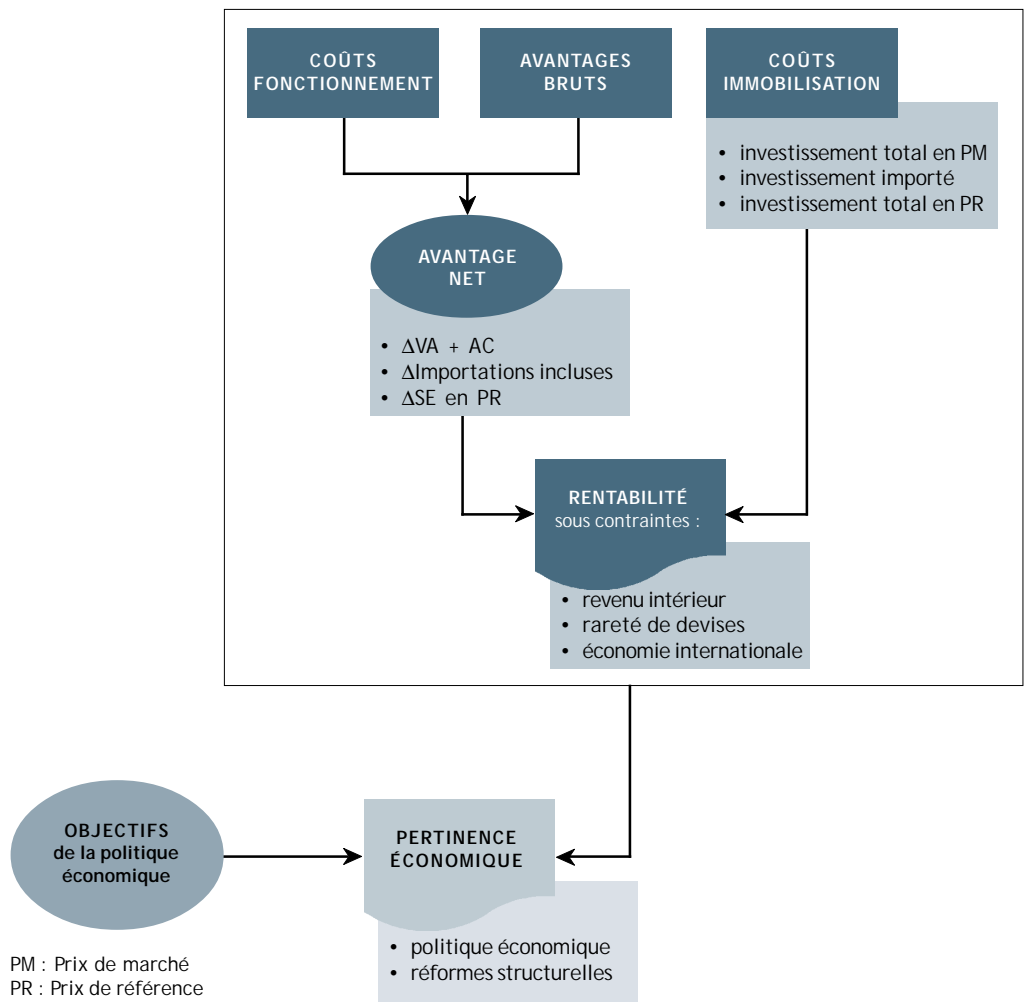 COÛTS
FONCTIONNEMENT
AVANTAGES
BRUTS
COÛTS
IMMOBILISATION
• investissement total en PM
• investissement importé
• investissement total en PR
AVANTAGE
NET
• ΔVA + AC
• ΔImportations incluses
• ΔSE en PR
RENTABILITÉ
sous contraintes :
• revenu intérieur
• rareté de devises
• économie internationale
OBJECTIFS
de la politique
économique
PERTINENCE
ÉCONOMIQUE
• politique économique
• réformes structurelles
PM : Prix de marché
PR : Prix de référence